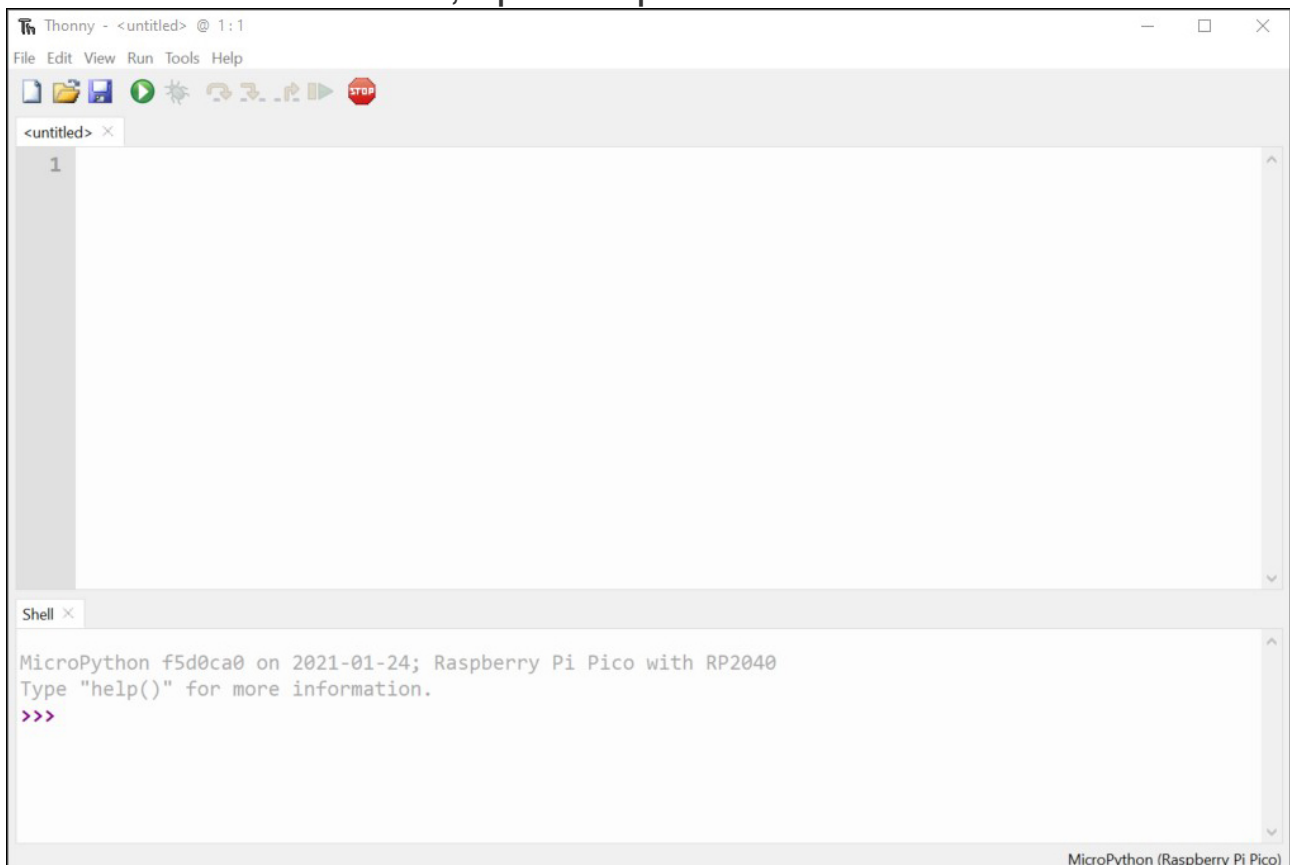 Thonny - <untitled> @ 1:1
File Edit View Run Tools Help
STOP
<untitled>
1
Shell
MicroPython f5d0ca0 on 2021-01-24; Raspberry Pi Pico with RP2040
Type "help()" for more information.
>>>
MicroPython (Raspberry Pi Pico)